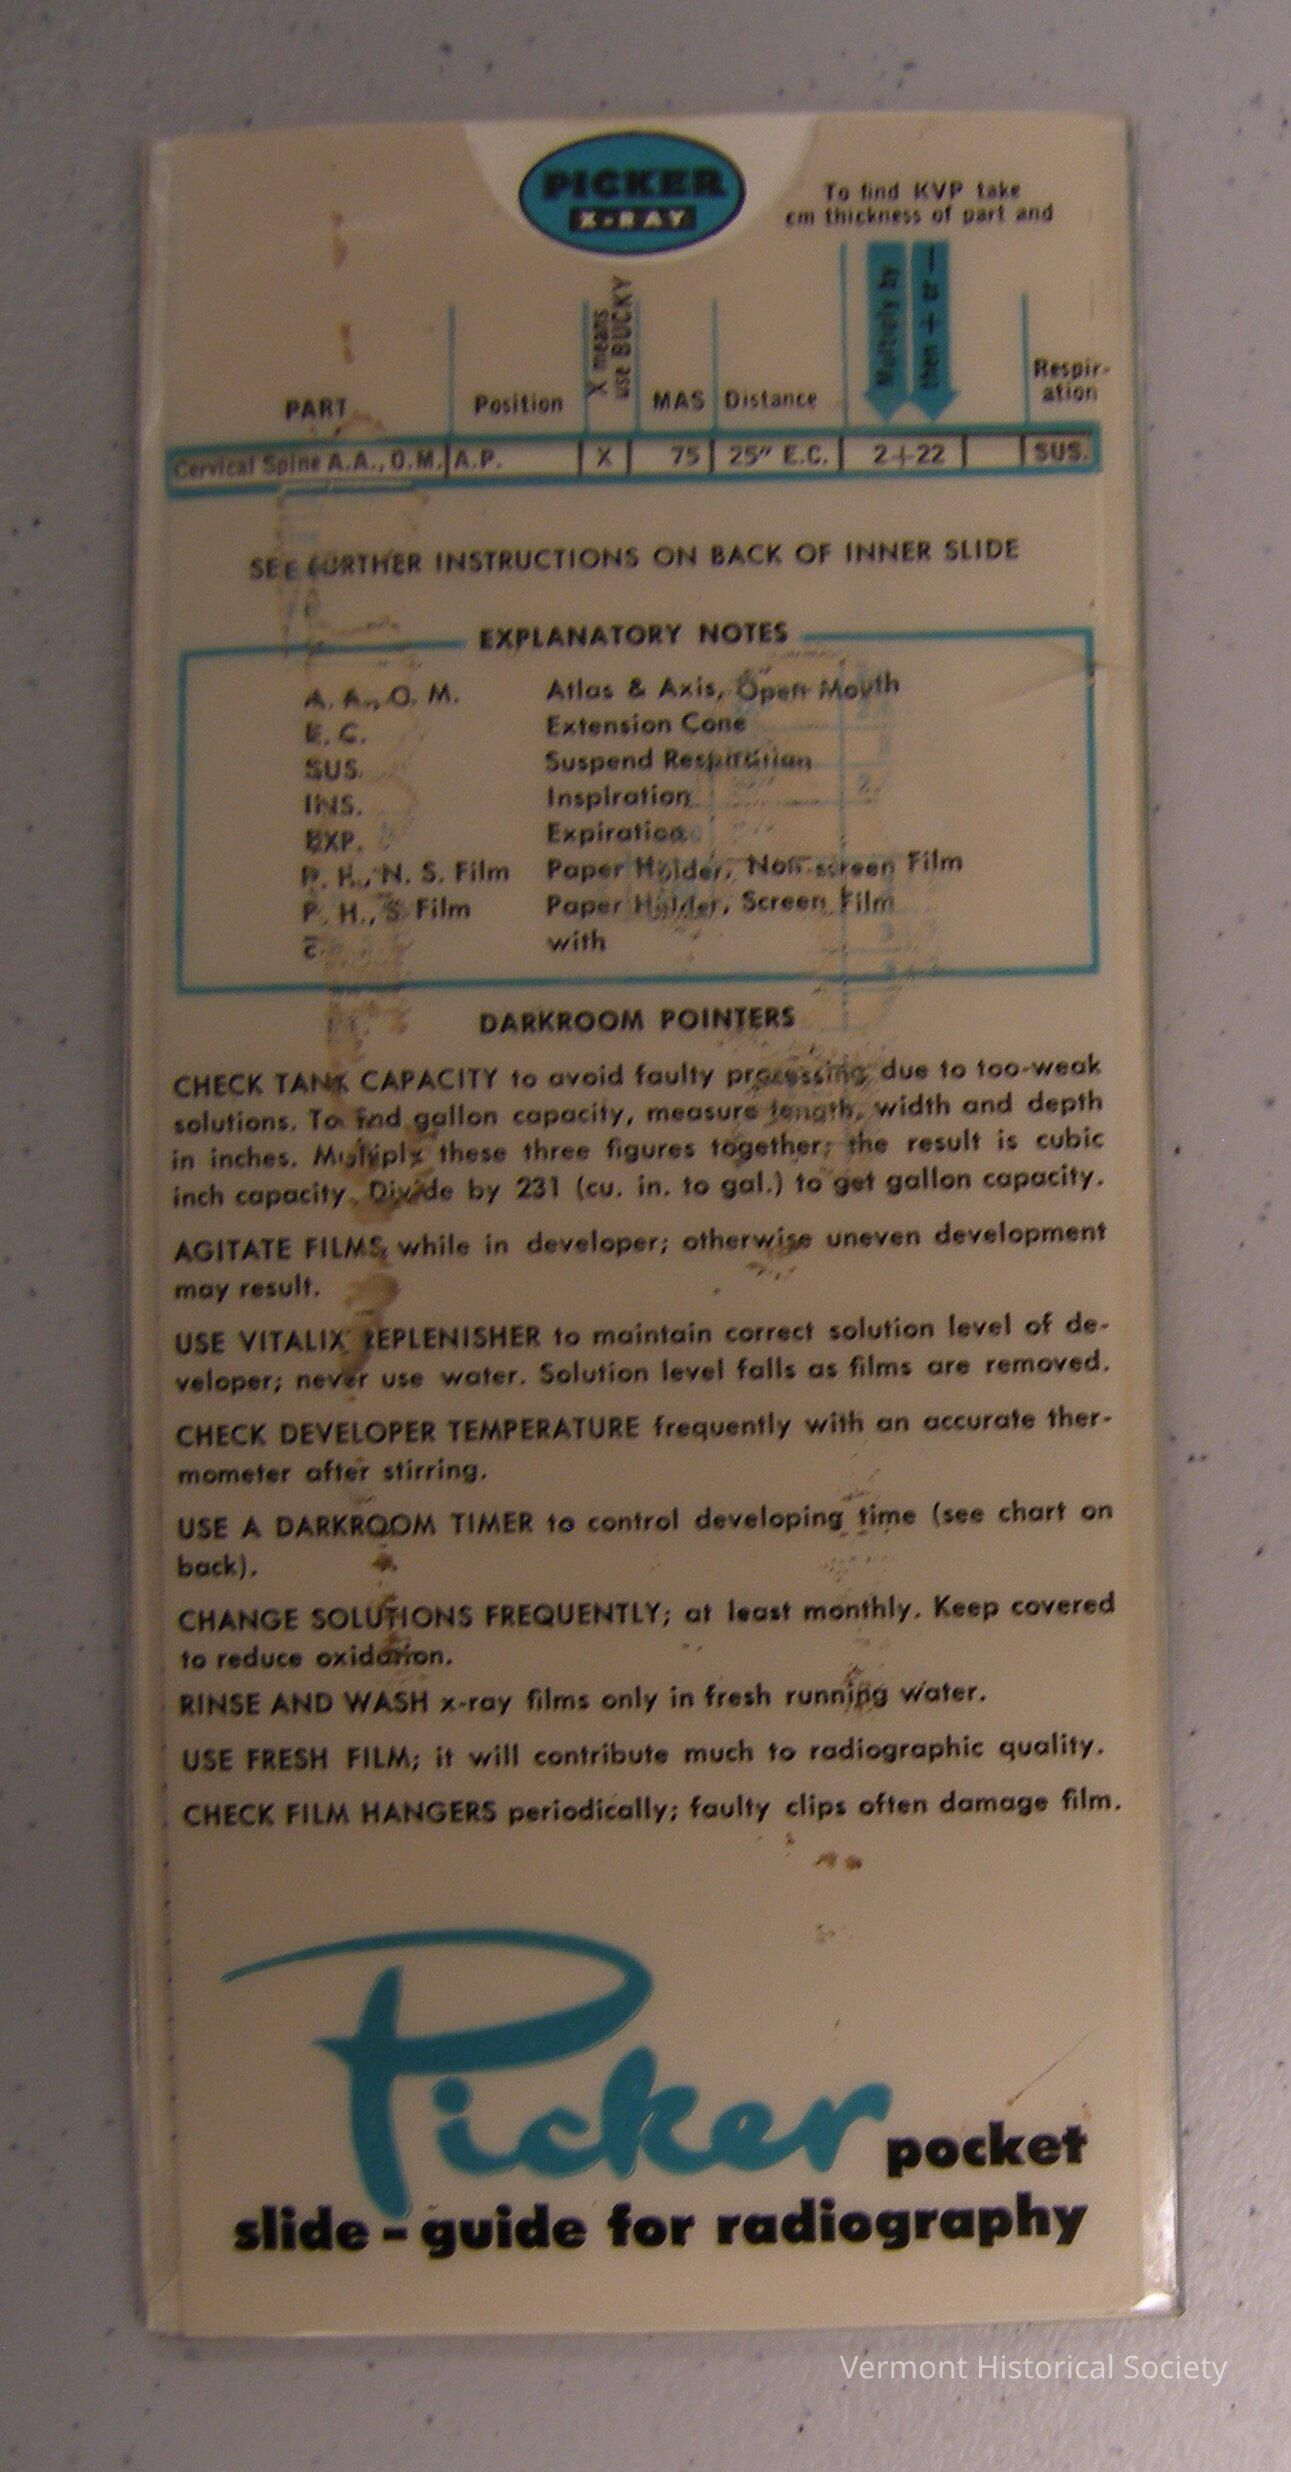 PICKER
X-RAY
To find KVP take
cm thickness of part and
PART
Position
X means
use BUCKY
MAS
Distance
Multiply by
then + or —
Respir-
ation
Cervical Spine A.A., O.M. A.P. X 75 25" E.C. 2+22 SUS.
SEE FURTHER INSTRUCTIONS ON BACK OF INNER SLIDE
EXPLANATORY NOTES
A. A., O. M. Atlas & Axis, Open Mouth
E. C. Extension Cone
SUS. Suspend Respiration
INS. Inspiration
EXP. Expiration
P. H., N. S. Film Paper Holder, Non-screen Film
P. H., S. Film Paper Holder, Screen Film
c̄ with
DARKROOM POINTERS
CHECK TANK CAPACITY to avoid faulty processing due to too-weak
solutions. To find gallon capacity, measure length, width and depth
in inches. Multiply these three figures together; the result is cubic
inch capacity. Divide by 231 (cu. in. to gal.) to get gallon capacity.
AGITATE FILMS while in developer; otherwise uneven development
may result.
USE VITALIX REPLENISHER to maintain correct solution level of de-
veloper; never use water. Solution level falls as films are removed.
CHECK DEVELOPER TEMPERATURE frequently with an accurate ther-
mometer after stirring.
USE A DARKROOM TIMER to control developing time (see chart on
back).
CHANGE SOLUTIONS FREQUENTLY; at least monthly. Keep covered
to reduce oxidation.
RINSE AND WASH x-ray films only in fresh running water.
USE FRESH FILM; it will contribute much to radiographic quality.
CHECK FILM HANGERS periodically; faulty clips often damage film.
Picker pocket
slide-guide for radiography
Vermont Historical Society